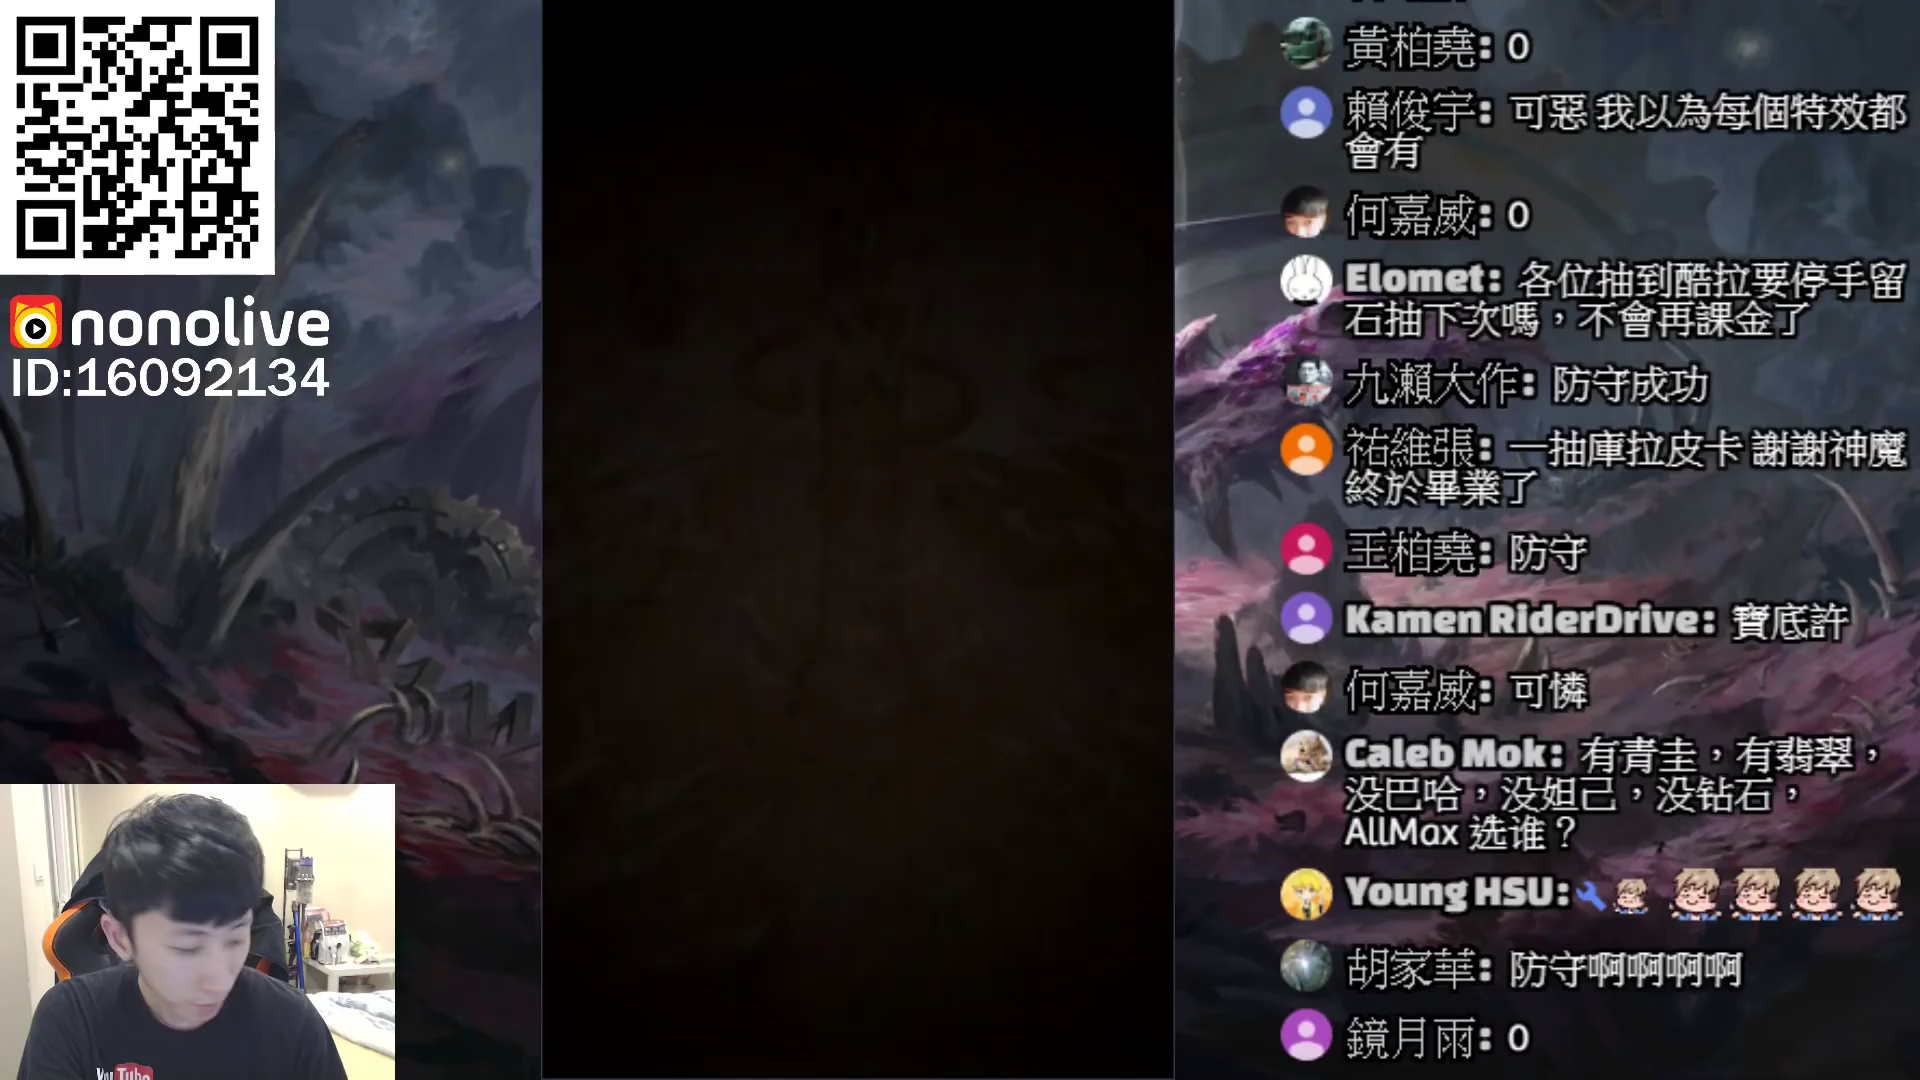 nonolive
ID:16092134
YouTube
黃柏堯: 0
賴俊宇: 可惡 我以為每個特效都
會有
何嘉威: 0
Elomet: 各位抽到酷拉要停手留
石抽下次嗎，不會再課金了
九瀨大作: 防守成功
祐維張: 一抽庫拉皮卡 謝謝神魔
終於畢業了
王柏堯: 防守
Kamen RiderDrive: 寶底許
何嘉威: 可憐
Caleb Mok: 有青圭，有翡翠，
没巴哈，没妲己，没钻石，
AllMax 选谁？
Young HSU:
胡家華: 防守啊啊啊啊
鏡月雨: 0